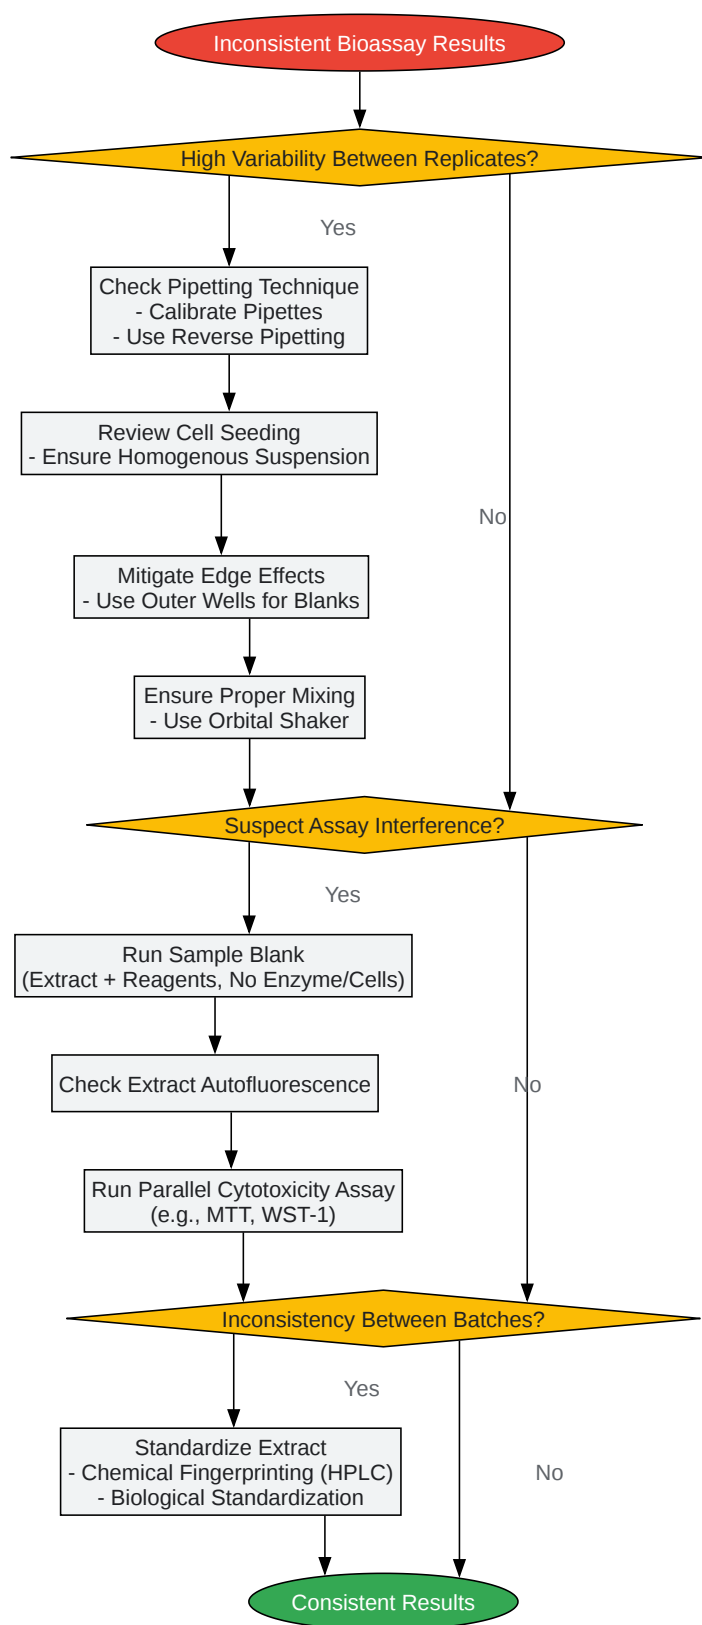 Inconsistent Bioassay Results
High Variability Between Replicates?
Yes
Check Pipetting Technique
- Calibrate Pipettes
- Use Reverse Pipetting
Review Cell Seeding
- Ensure Homogenous Suspension
No
Mitigate Edge Effects
- Use Outer Wells for Blanks
Ensure Proper Mixing
- Use Orbital Shaker
Suspect Assay Interference?
Yes
Run Sample Blank
(Extract + Reagents, No Enzyme/Cells)
Check Extract Autofluorescence
No
Run Parallel Cytotoxicity Assay
(e.g., MTT, WST-1)
Inconsistency Between Batches?
Yes
Standardize Extract
- Chemical Fingerprinting (HPLC)
- Biological Standardization
No
Consistent Results